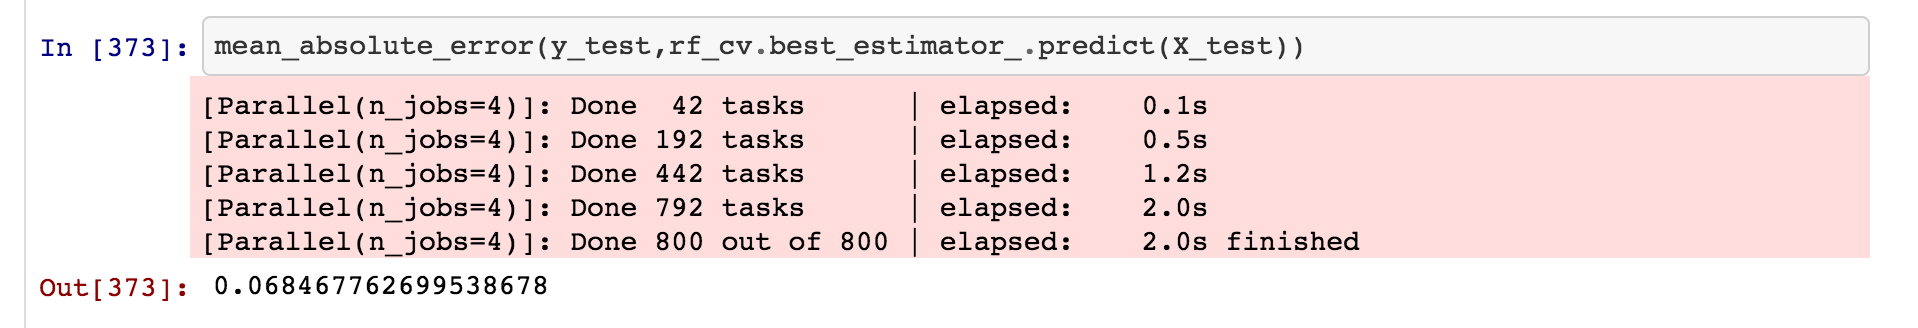 In [373]: mean_absolute_error(y_test,rf_cv.best_estimator_.predict(X_test))
[Parallel(n_jobs=4)]: Done  42 tasks      | elapsed:    0.1s
[Parallel(n_jobs=4)]: Done 192 tasks      | elapsed:    0.5s
[Parallel(n_jobs=4)]: Done 442 tasks      | elapsed:    1.2s
[Parallel(n_jobs=4)]: Done 792 tasks      | elapsed:    2.0s
[Parallel(n_jobs=4)]: Done 800 out of 800 | elapsed:    2.0s finished
Out[373]: 0.068467762699538678